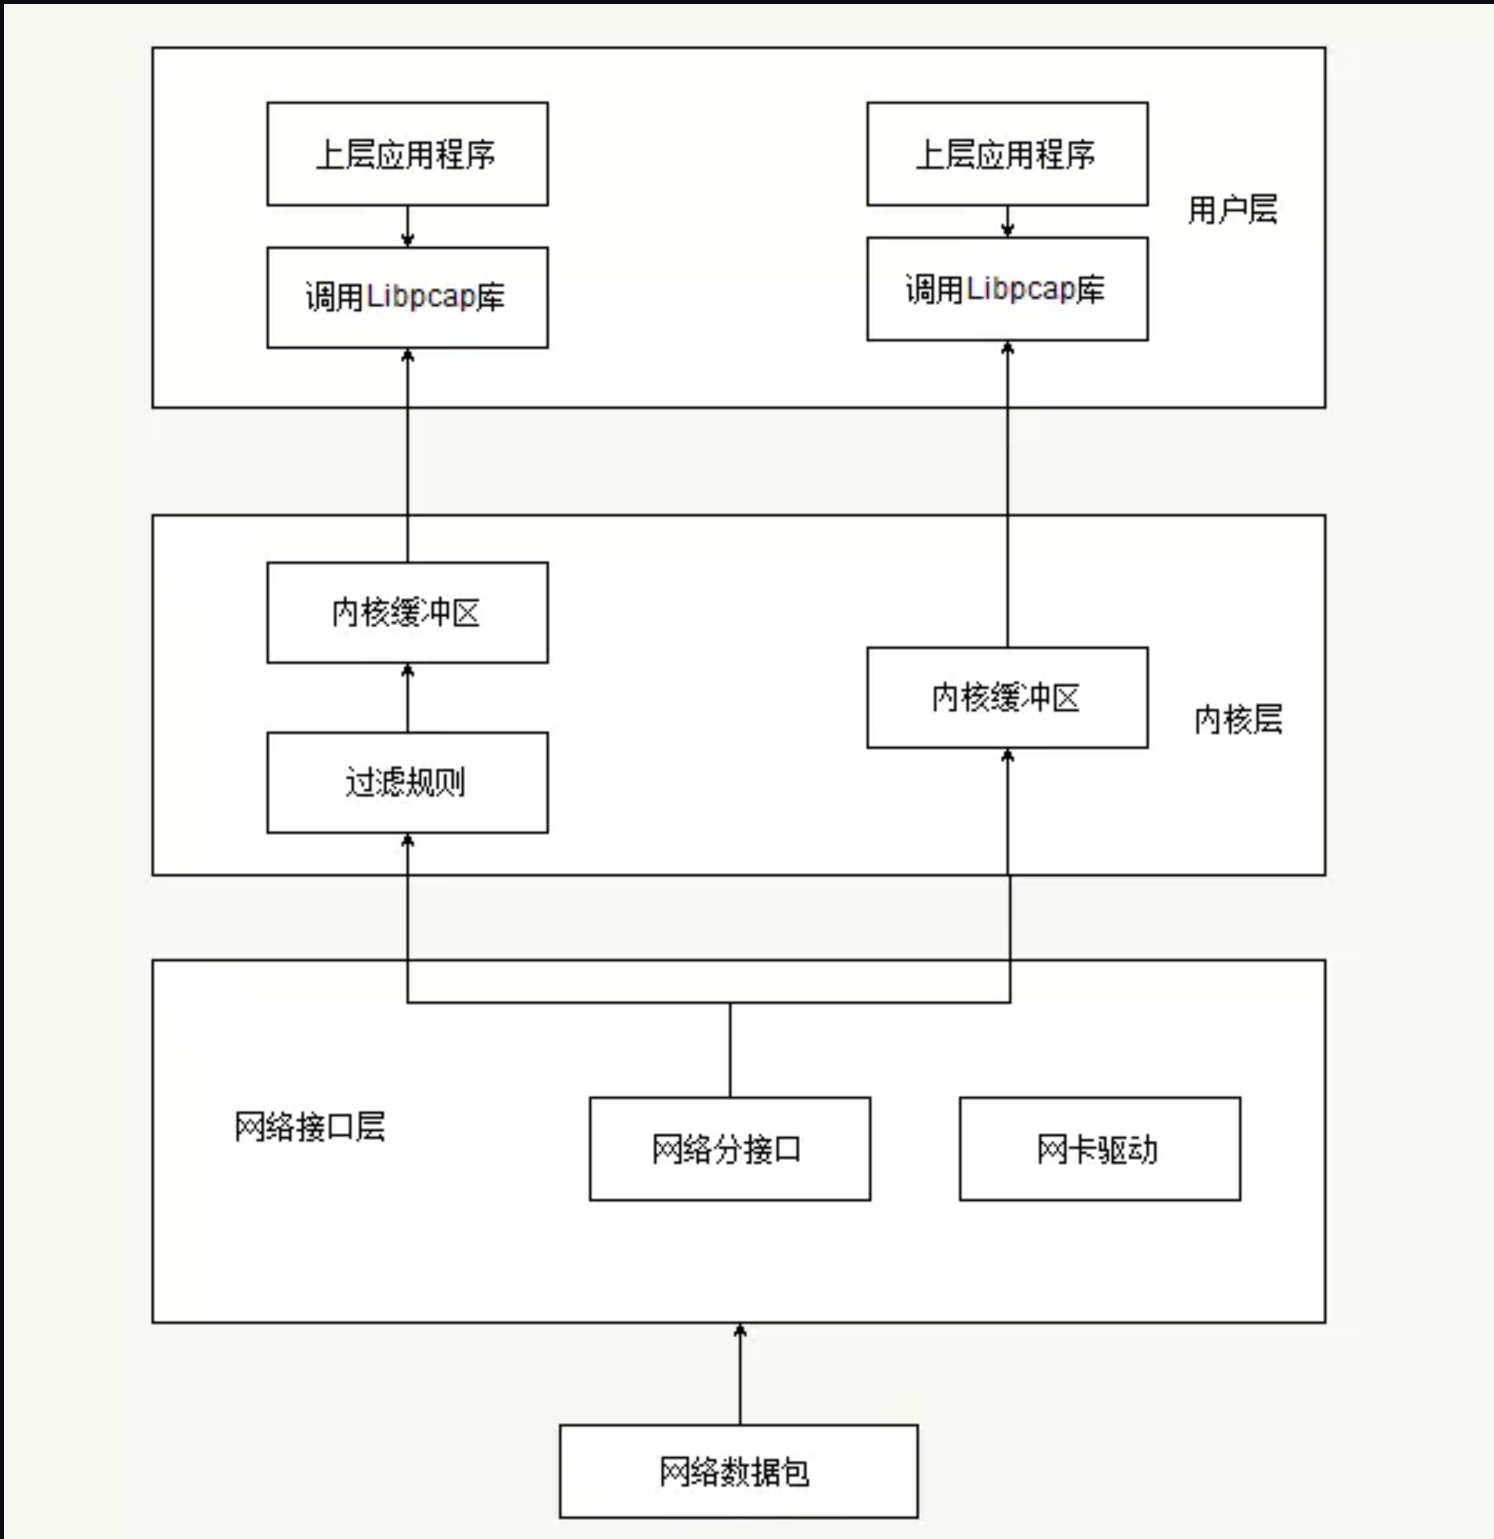 上层应用程序
上层应用程序
用户层
调用Libpcap库
调用Libpcap库
内核缓冲区
内核缓冲区
内核层
过滤规则
网络接口层
网络分接口
网卡驱动
网络数据包